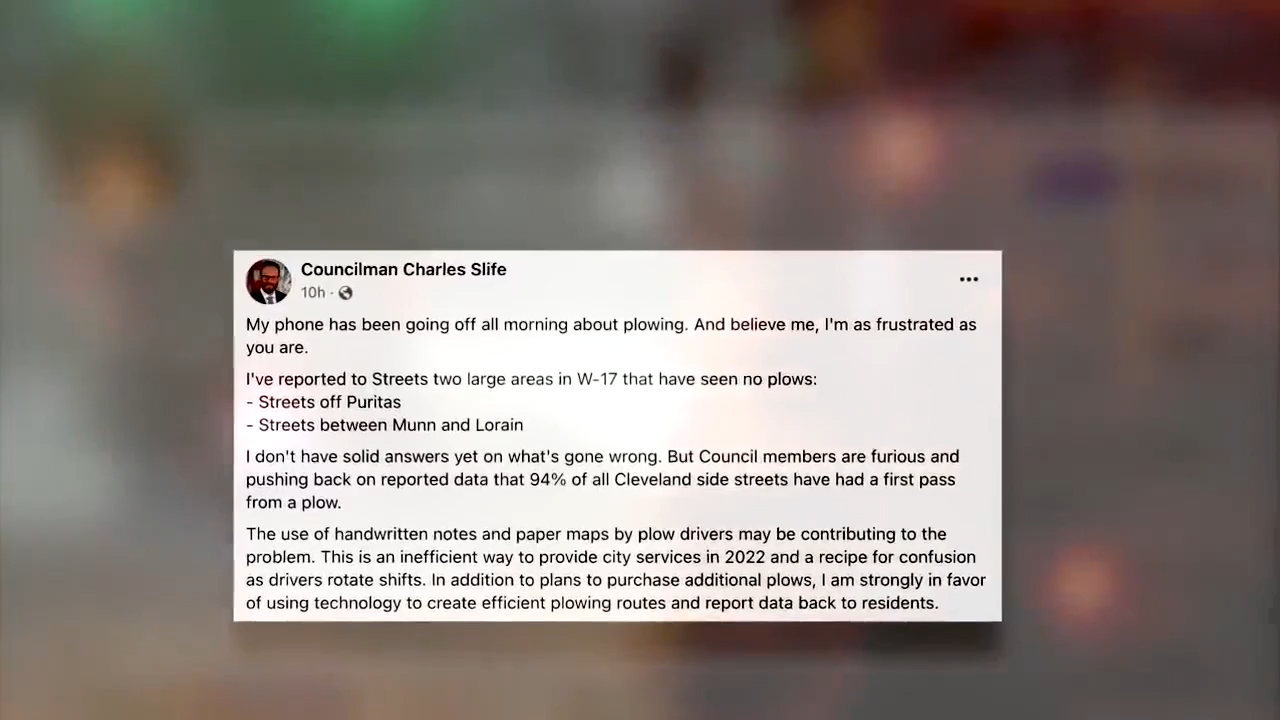 Councilman Charles Slife
10h ·
My phone has been going off all morning about plowing. And believe me, I'm as frustrated as
you are.
I've reported to Streets two large areas in W-17 that have seen no plows:
- Streets off Puritas
- Streets between Munn and Lorain
I don't have solid answers yet on what's gone wrong. But Council members are furious and
pushing back on reported data that 94% of all Cleveland side streets have had a first pass
from a plow.
The use of handwritten notes and paper maps by plow drivers may be contributing to the
problem. This is an inefficient way to provide city services in 2022 and a recipe for confusion
as drivers rotate shifts. In addition to plans to purchase additional plows, I am strongly in favor
of using technology to create efficient plowing routes and report data back to residents.